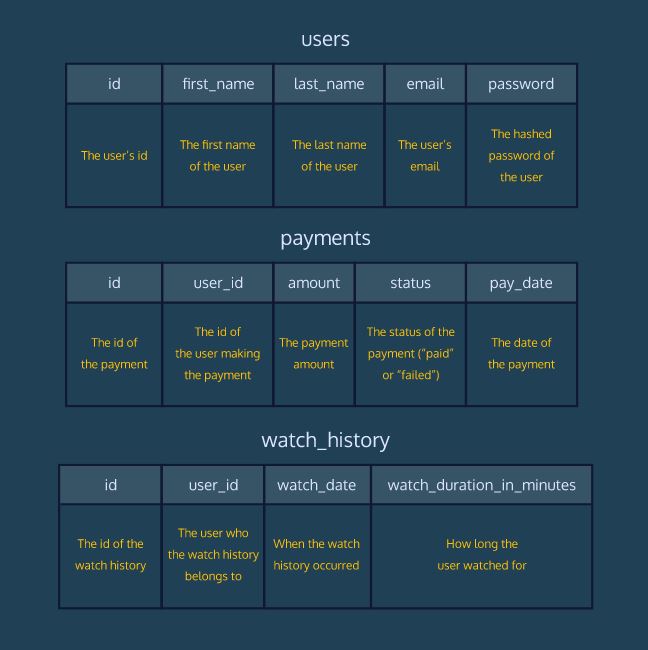 users
id first_name last_name email password
The user's id
The first name
of the user
The last name
of the user
The user's
email
The hashed
password of
the user
payments
id user_id amount status pay_date
The id of
the payment
The id of
the user making
the payment
The payment
amount
The status of the
payment (“paid”
or “failed”)
The date of
the payment
watch_history
id user_id watch_date watch_duration_in_minutes
The id of the
watch history
The user who
the watch history
belongs to
When the watch
history occurred
How long the
user watched for